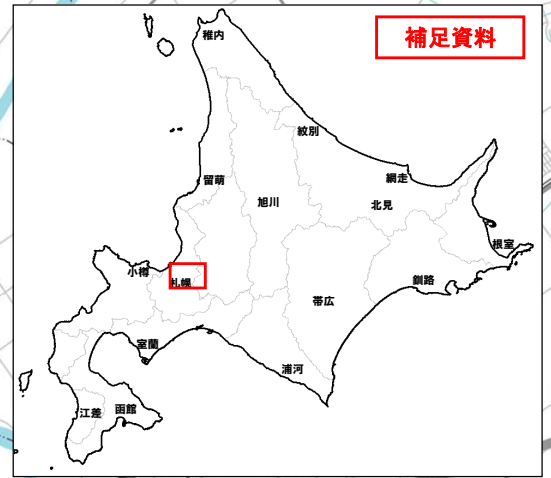 補足資料
稚内
紋別
留萌
網走
旭川
北見
根室
小樽
札幌
釧路
帯広
室蘭
浦河
江差
函館